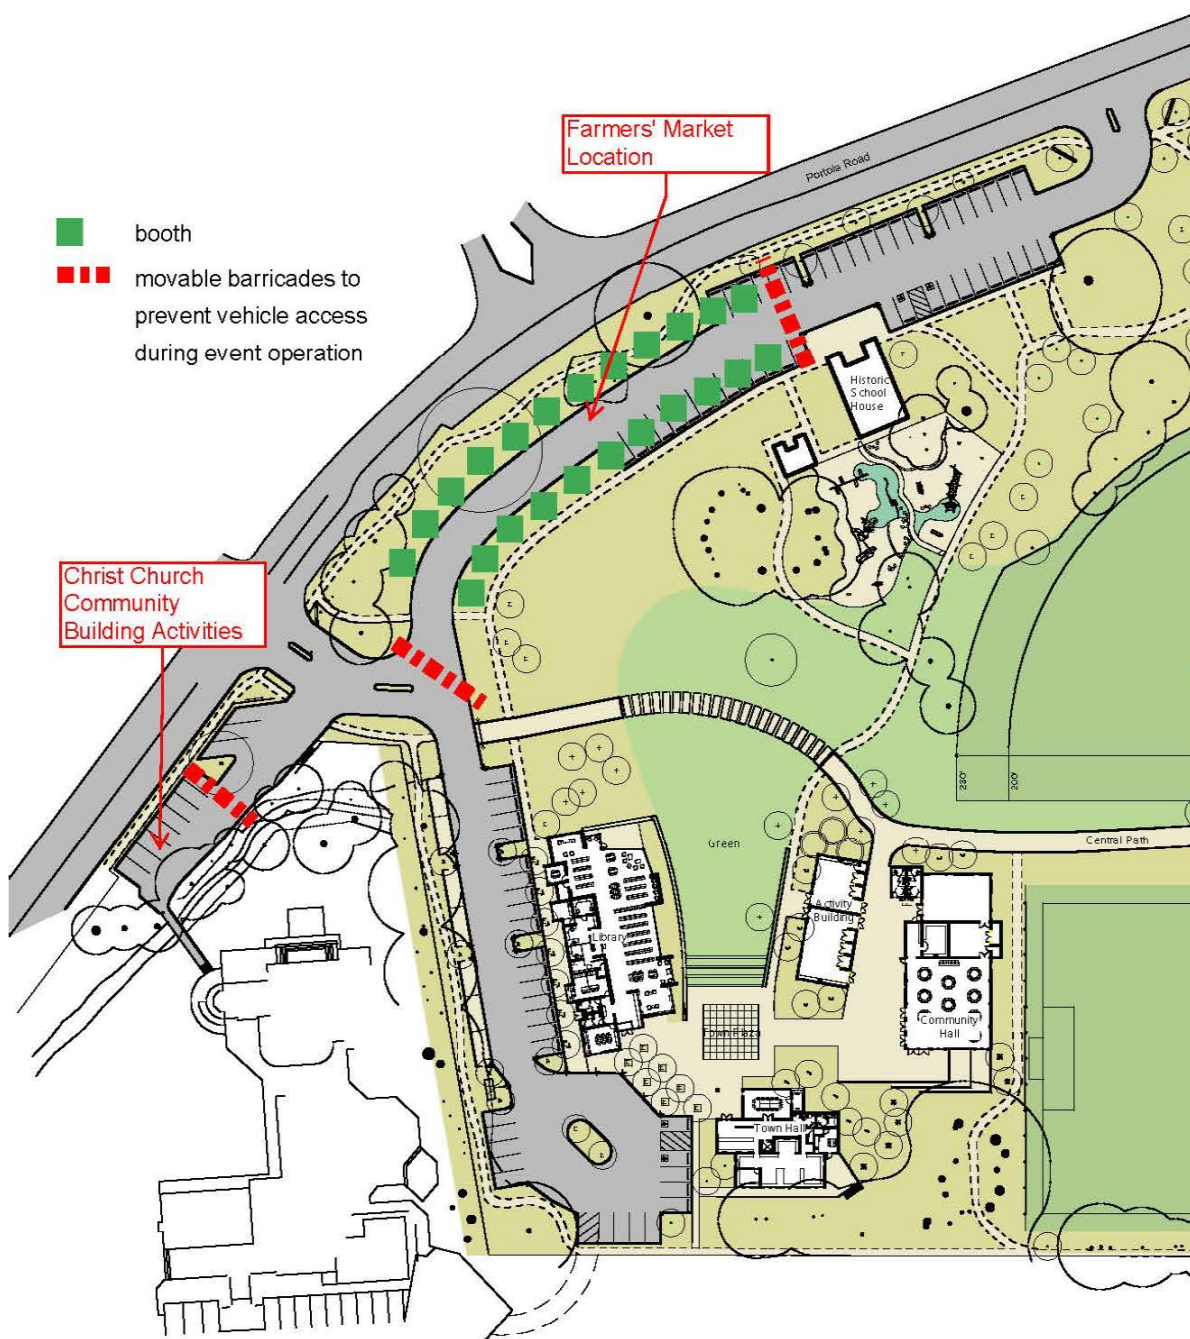 Farmers' Market
Location
Portola Road
booth
movable barricades to
prevent vehicle access
during event operation
Historic
School
House
Christ Church
Community
Building Activities
230'
200'
Green
Central Path
Activity
Building
Library
Community
Hall
Town Plaza
Town Hall